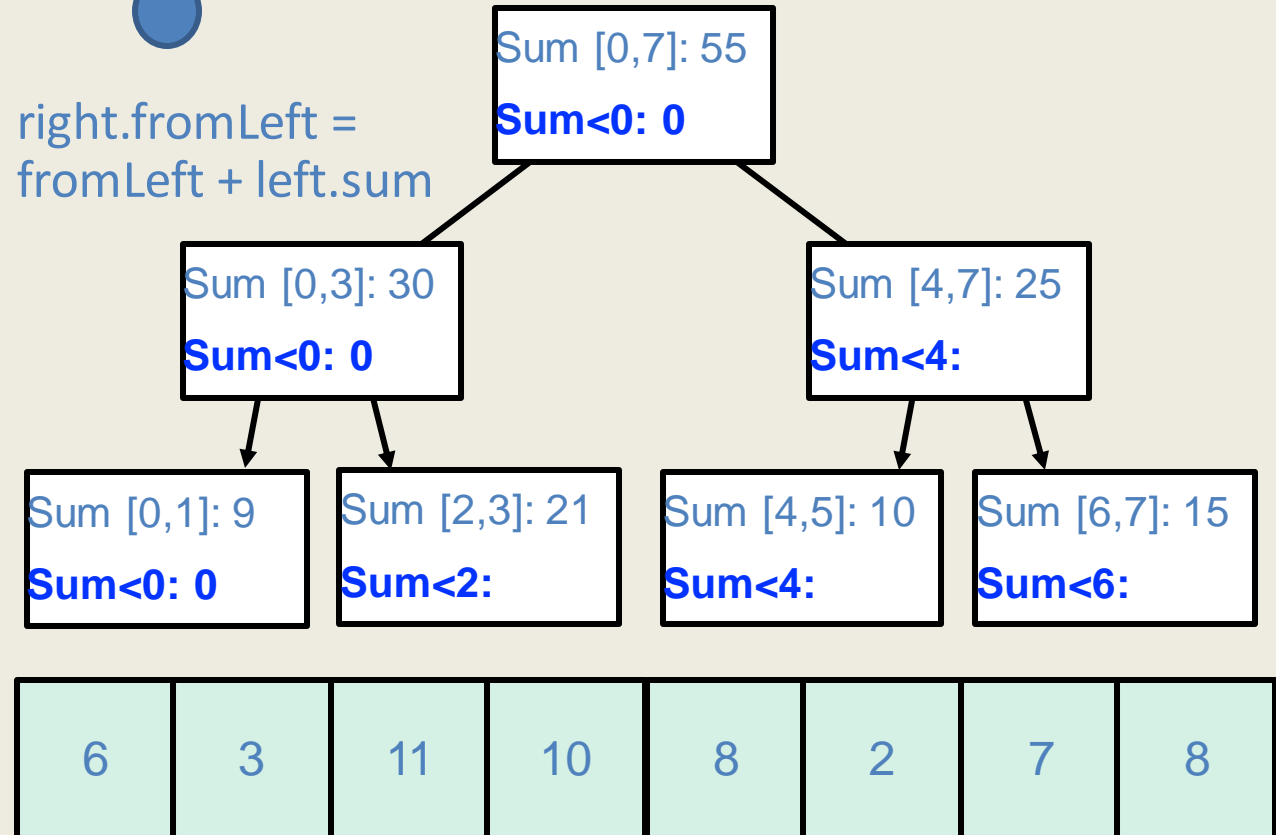 right.fromLeft =
fromLeft + left.sum
Sum [0,7]: 55
Sum<0: 0
Sum [0,3]: 30
Sum<0: 0
Sum [4,7]: 25
Sum<4:
Sum [0,1]: 9
Sum<0: 0
Sum [2,3]: 21
Sum<2:
Sum [4,5]: 10
Sum<4:
Sum [6,7]: 15
Sum<6:
6 3 11 10 8 2 7 8